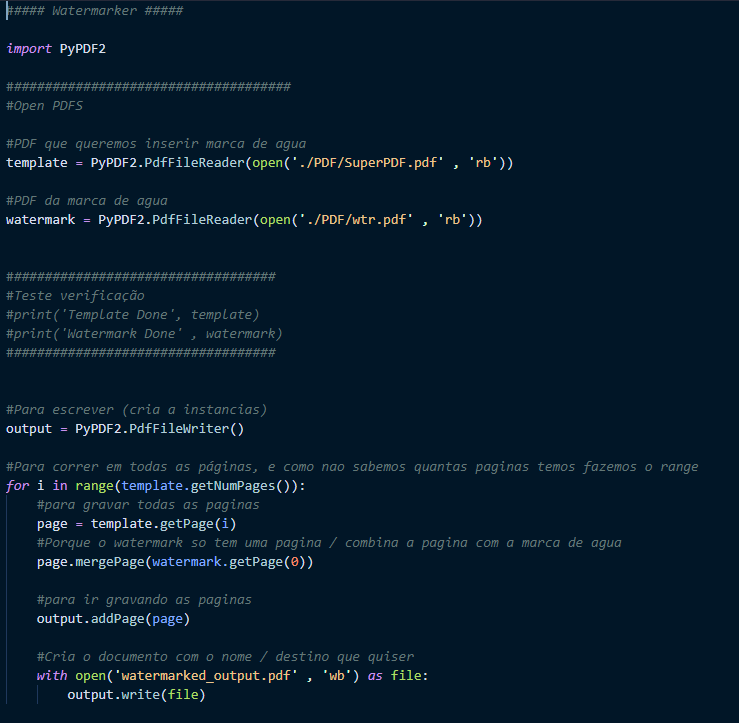 ##### Watermarker #####
import PyPDF2
#####################################
#Open PDFS
#PDF que queremos inserir marca de agua
template = PyPDF2.PdfFileReader(open('./PDF/SuperPDF.pdf' , 'rb'))
#PDF da marca de agua
watermark = PyPDF2.PdfFileReader(open('./PDF/wtr.pdf' , 'rb'))
###################################
#Teste verificação
#print('Template Done', template)
#print('Watermark Done' , watermark)
###################################
#Para escrever (cria a instancias)
output = PyPDF2.PdfFileWriter()
#Para correr em todas as páginas, e como nao sabemos quantas paginas temos fazemos o range
for i in range(template.getNumPages()):
    #para gravar todas as paginas
    page = template.getPage(i)
    #Porque o watermark so tem uma pagina / combina a pagina com a marca de agua
    page.mergePage(watermark.getPage(0))
    #para ir gravando as paginas
    output.addPage(page)
    #Cria o documento com o nome / destino que quiser
    with open('watermarked_output.pdf' , 'wb') as file:
        output.write(file)